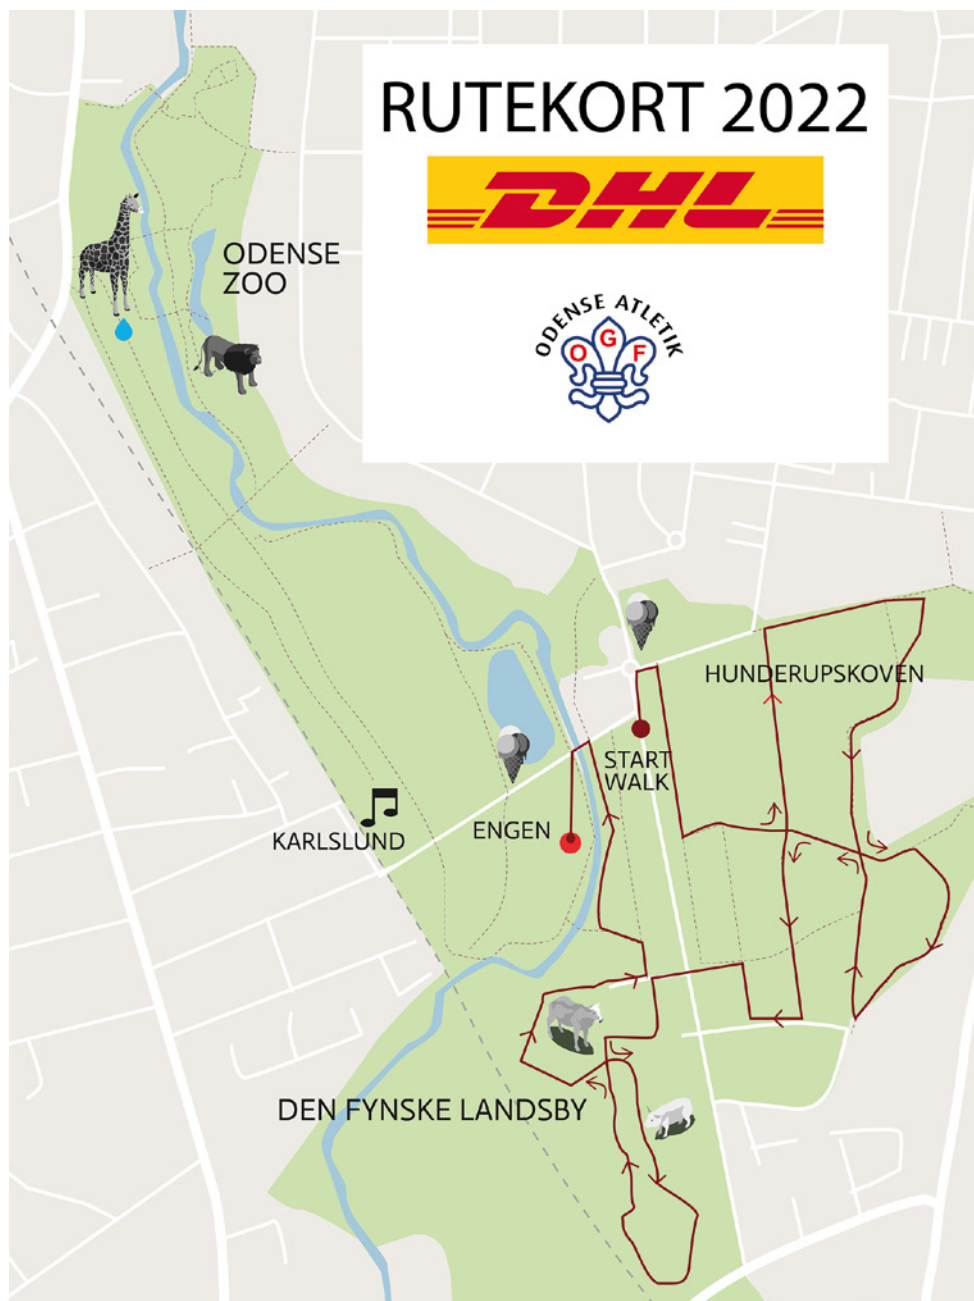 RUTEKORT 2022
DHL
ODENSE ATLETIK
O G F
ODENSE
ZOO
HUNDERUPSKOVEN
START
WALK
ENGEN
KARLSLUND
DEN FYNSKE LANDSBY